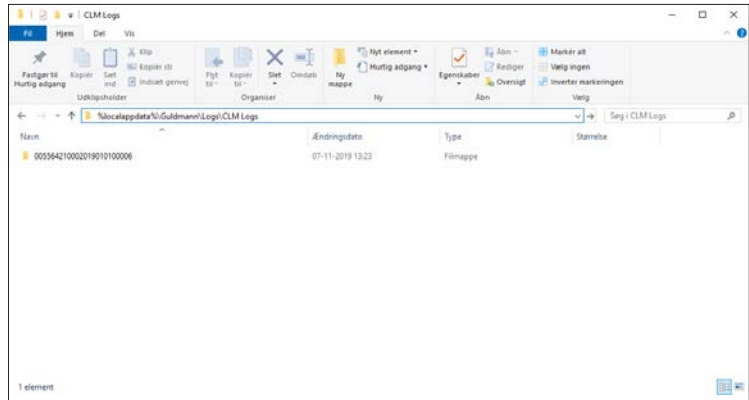 CLM Logs
Fil Hjem Del Vis
Fastgør til Hurtig adgang
Kopiér
Sæt ind
Klip
Kopiér sti
Indsæt genvej
Udklipsholder
Flyt til
Kopiér til
Slet
Omdøb
Organiser
Ny mappe
Nyt element
Hurtig adgang
Ny
Egenskaber
Åbn
Rediger
Oversigt
Åbn
Markér alt
Vælg ingen
Inverter markeringen
Vælg
%localappdata%\Guldmann\Logs\CLM Logs
Søg i CLM Logs
Navn Ændringsdato Type Størrelse
005564210002019010100006 07-11-2019 13:23 Filmappe
1 element